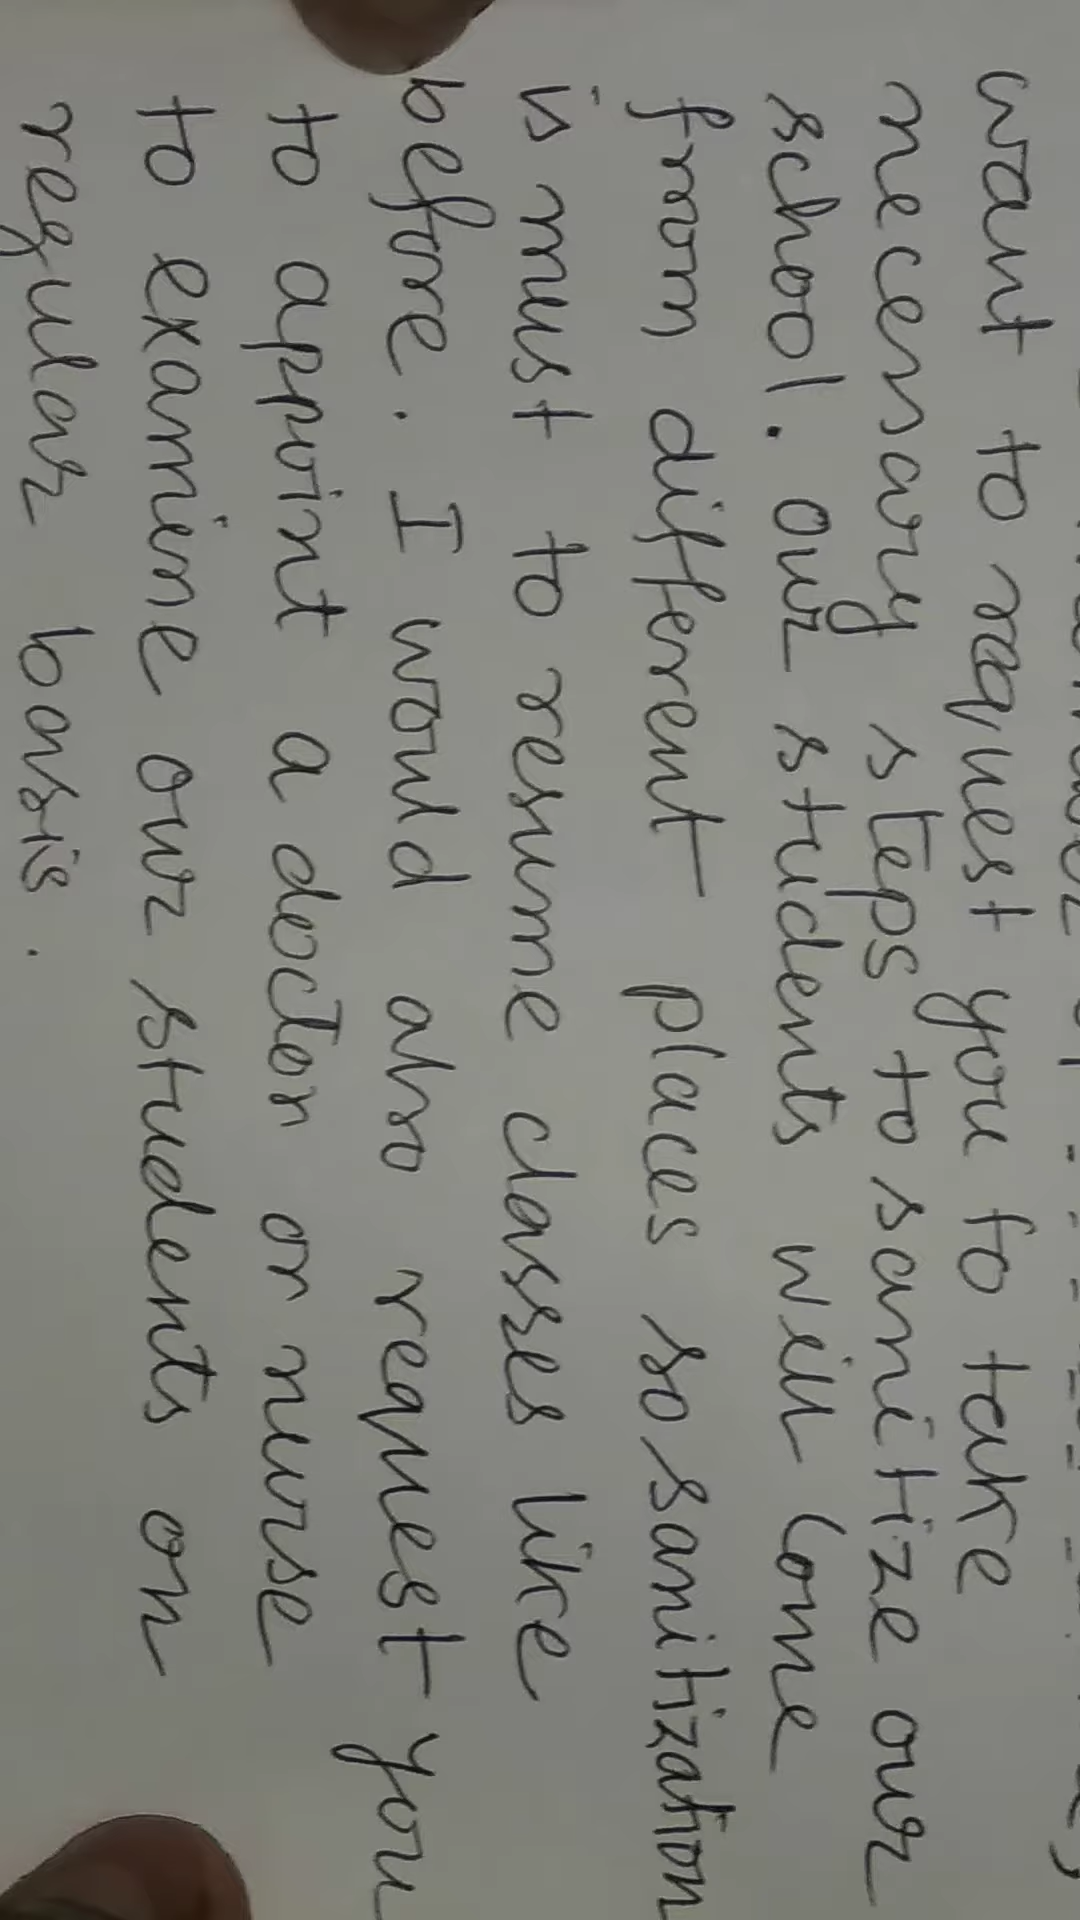 want to request you to take
necessary steps to sanitize our
school. our students will come
from different places so sanitization
is must to resume classes like
before. I would also request you
to appoint a doctor or nurse
to examine our students on
regular basis.